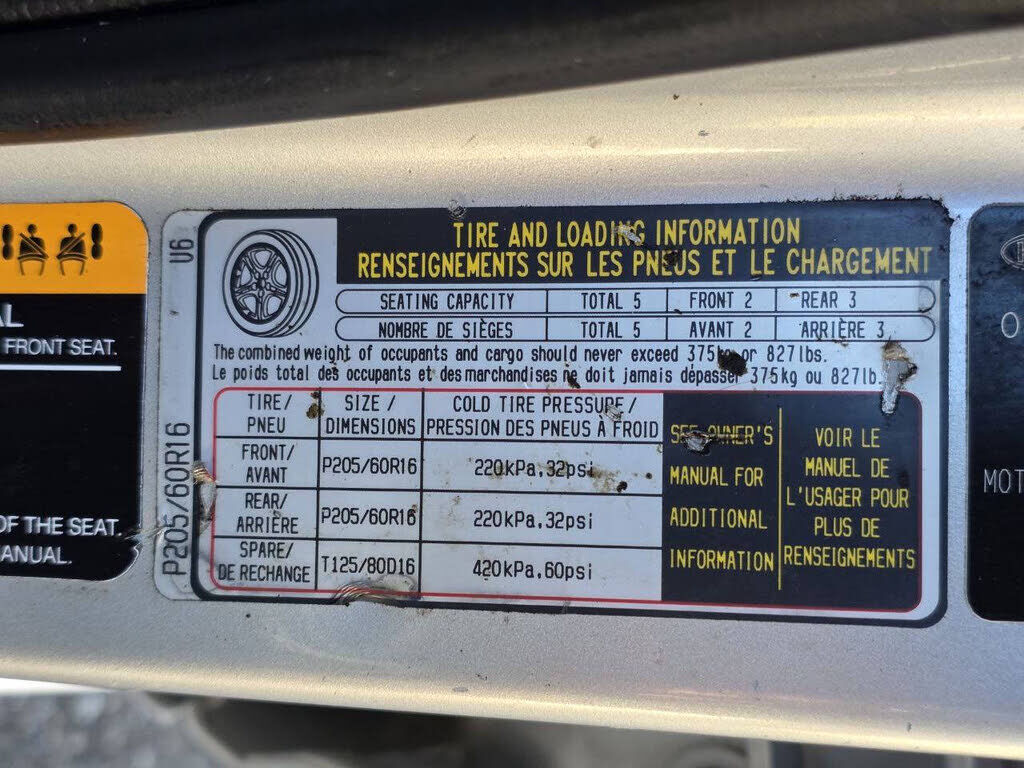 AL
FRONT SEAT.
OF THE SEAT.
MANUAL.
U6
P205/60R16
TIRE AND LOADING INFORMATION
RENSEIGNEMENTS SUR LES PNEUS ET LE CHARGEMENT
SEATING CAPACITY TOTAL 5 FRONT 2 REAR 3
NOMBRE DE SIÈGES TOTAL 5 AVANT 2 ARRIÈRE 3
The combined weight of occupants and cargo should never exceed 375kg or 827lbs.
Le poids total des occupants et des marchandises ne doit jamais dépasser 375kg ou 827lb.
TIRE/ SIZE / COLD TIRE PRESSURE/
PNEU DIMENSIONS PRESSION DES PNEUS À FROID
FRONT/
AVANT P205/60R16 220kPa,32psi
REAR/
ARRIÈRE P205/60R16 220kPa,32psi
SPARE/
DE RECHANGE T125/80D16 420kPa,60psi
SEE OWNER'S
MANUAL FOR
ADDITIONAL
INFORMATION
VOIR LE
MANUEL DE
L'USAGER POUR
PLUS DE
RENSEIGNEMENTS
O
MOT